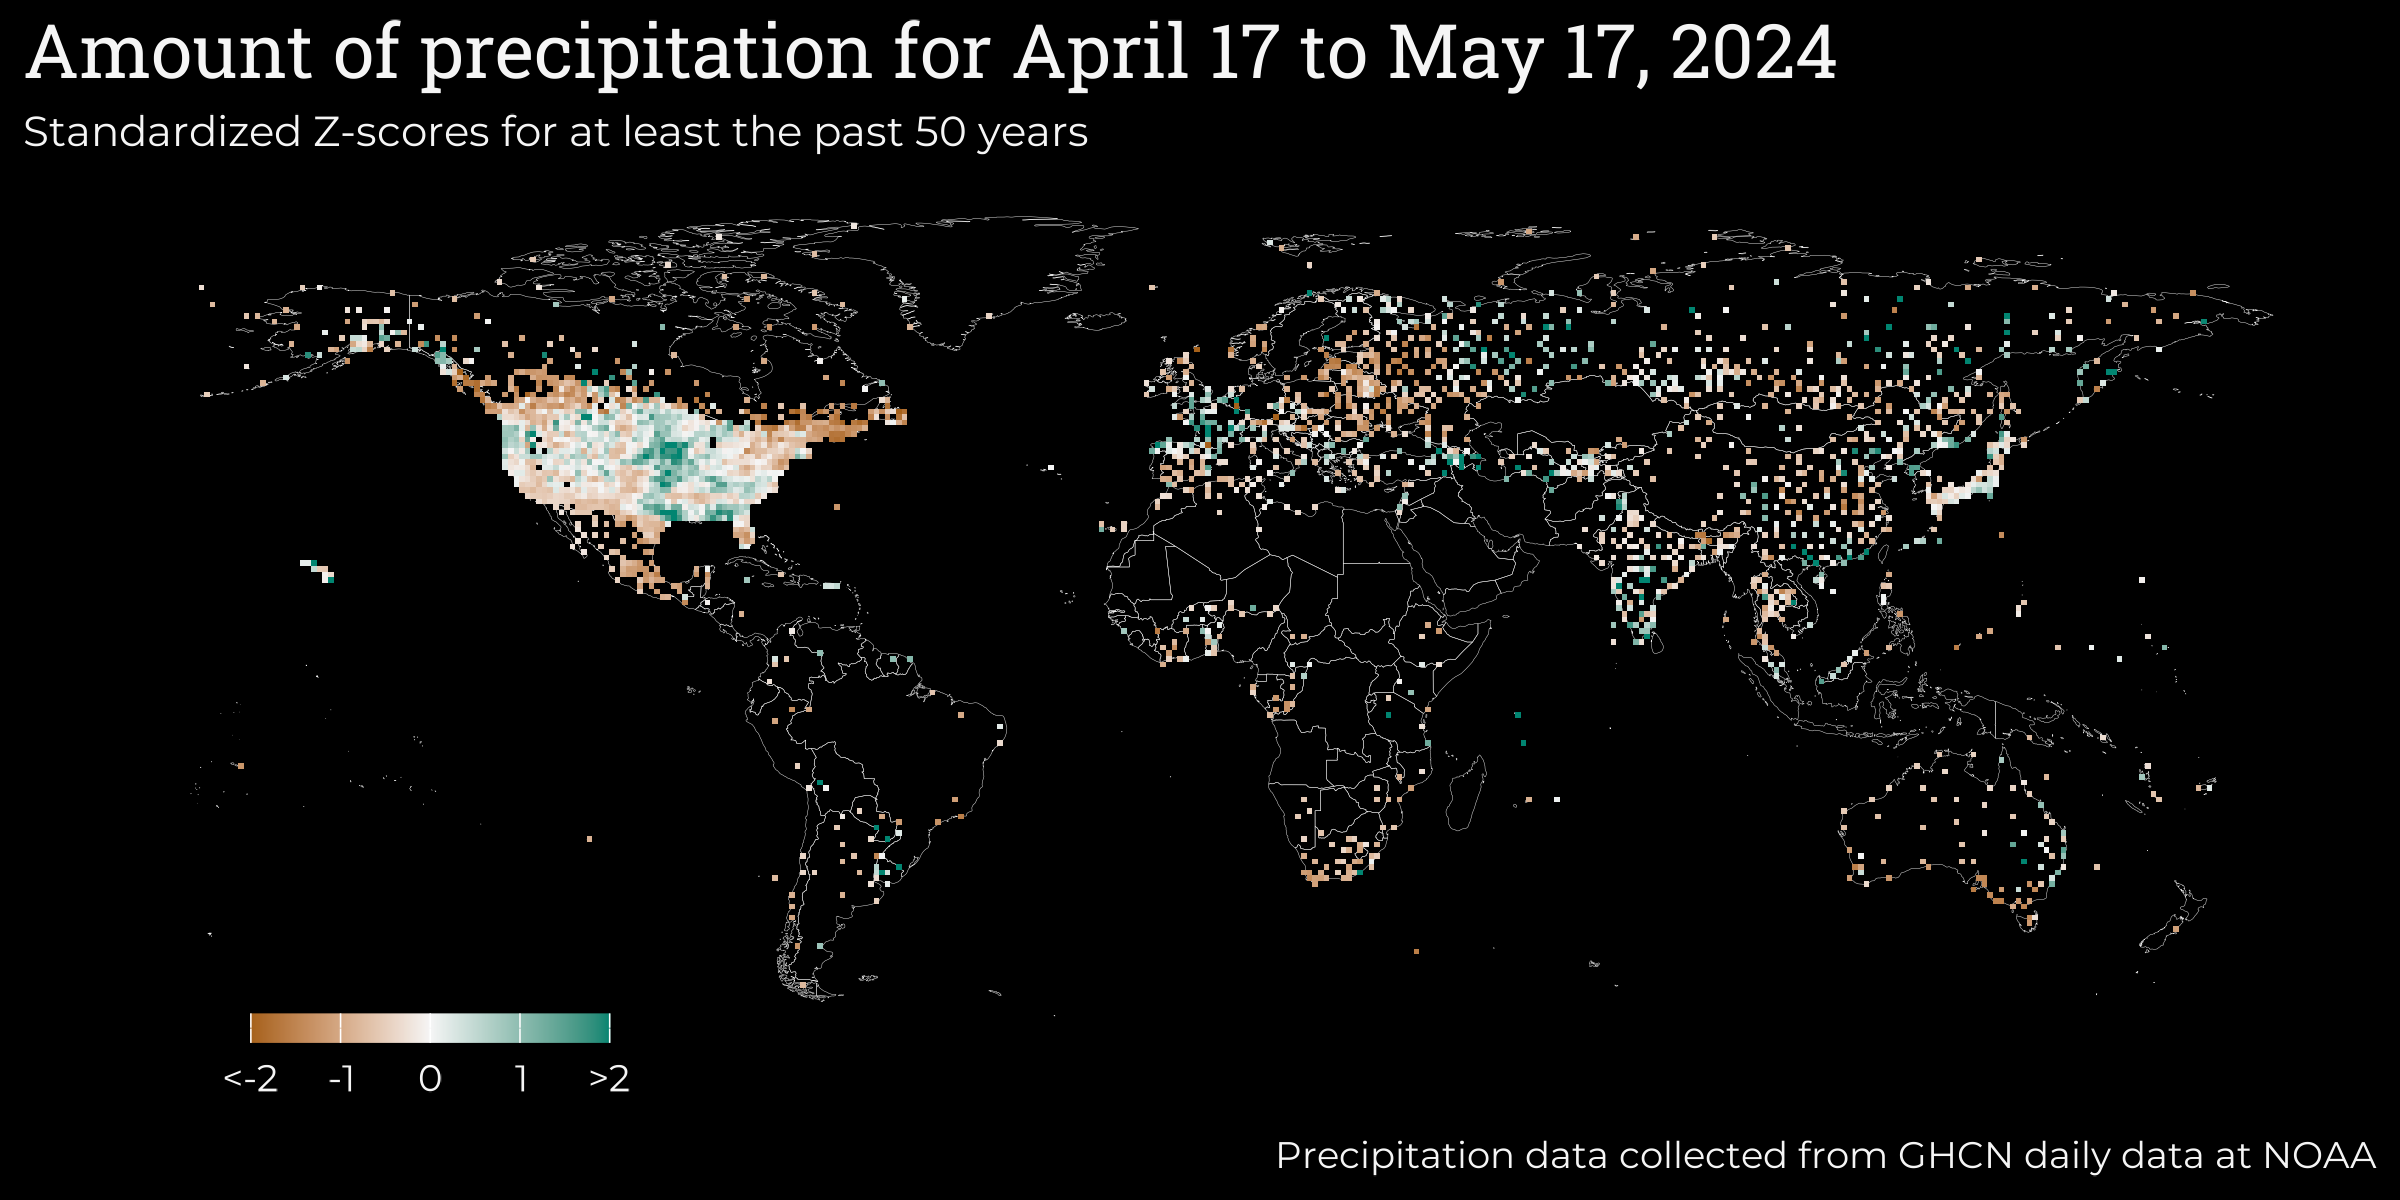 Amount of precipitation for April 17 to May 17, 2024
Standardized Z-scores for at least the past 50 years
<-2 -1 0 1 >2
Precipitation data collected from GHCN daily data at NOAA